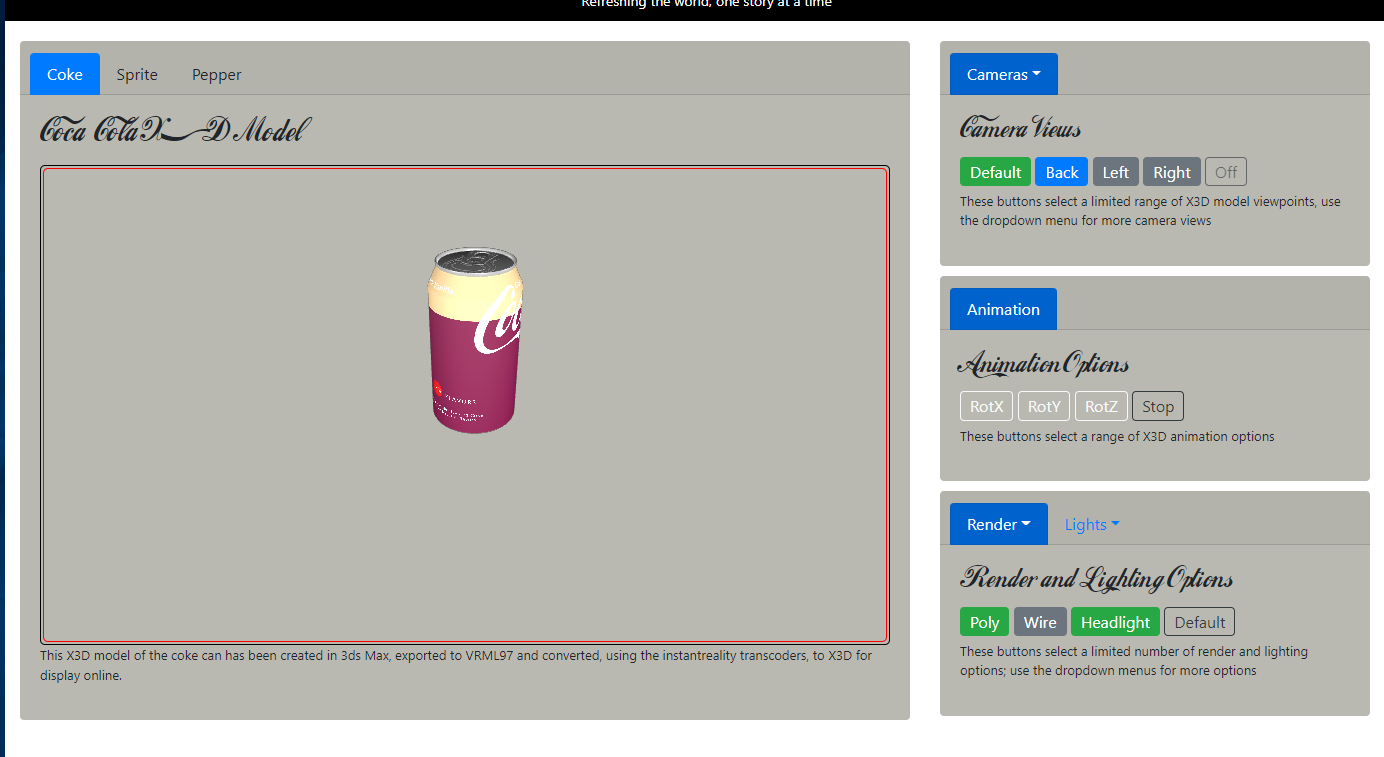 Refreshing the world, one story at a time
Coke Sprite Pepper
Coca Cola X D Model
This X3D model of the coke can has been created in 3ds Max, exported to VRML97 and converted, using the instantreality transcoders, to X3D for
display online.
Cameras
Camera Views
Default Back Left Right Off
These buttons select a limited range of X3D model viewpoints, use
the dropdown menu for more camera views
Animation
Animation Options
RotX RotY RotZ Stop
These buttons select a range of X3D animation options
Render Lights
Render and Lighting Options
Poly Wire Headlight Default
These buttons select a limited number of render and lighting
options; use the dropdown menus for more options